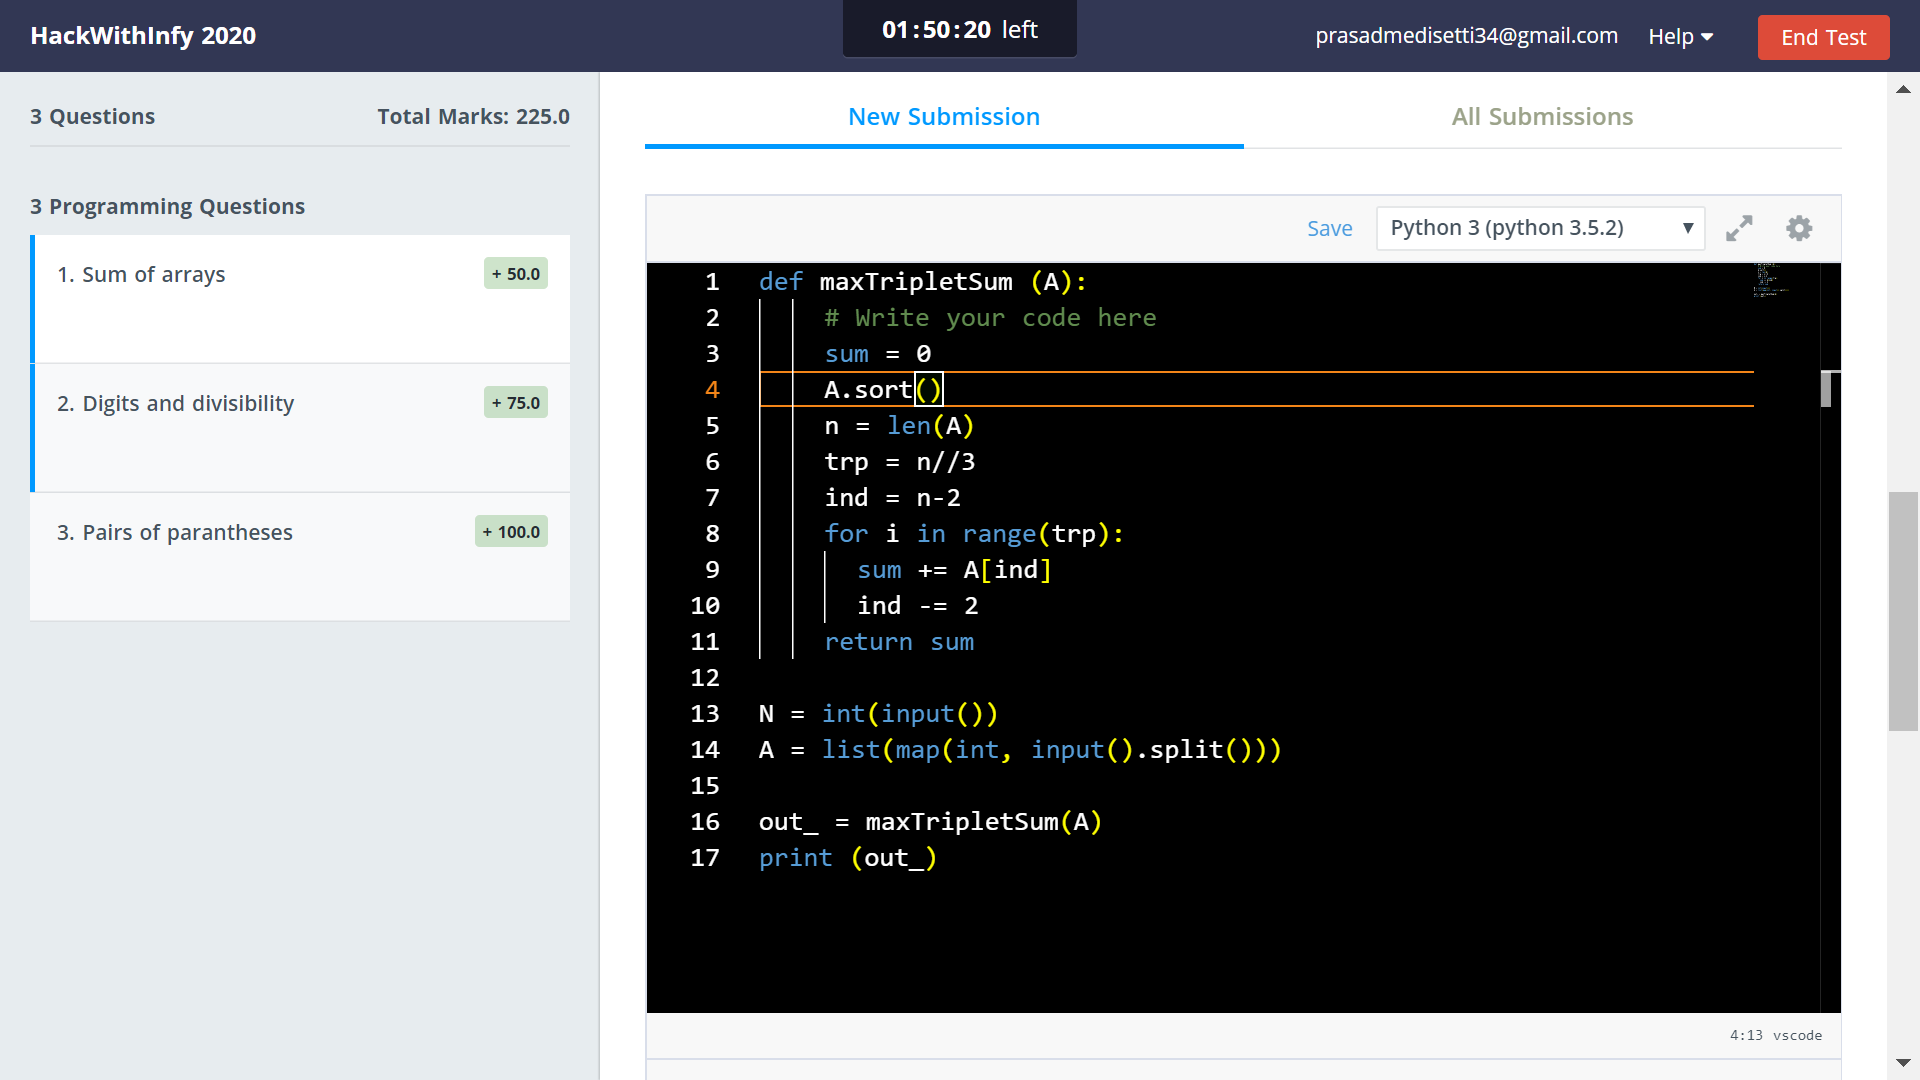 HackWithInfy 2020
01:50:20 left
prasadmedisetti34@gmail.com
Help
End Test
3 Questions
Total Marks: 225.0
3 Programming Questions
1. Sum of arrays
+ 50.0
2. Digits and divisibility
+ 75.0
3. Pairs of parantheses
+ 100.0
New Submission
All Submissions
Save
Python 3 (python 3.5.2)
1 def maxTripletSum (A):
2 # Write your code here
3 sum = 0
4 A.sort()
5 n = len(A)
6 trp = n//3
7 ind = n-2
8 for i in range(trp):
9 sum += A[ind]
10 ind -= 2
11 return sum
12
13 N = int(input())
14 A = list(map(int, input().split()))
15
16 out_ = maxTripletSum(A)
17 print (out_)
4:13 vscode